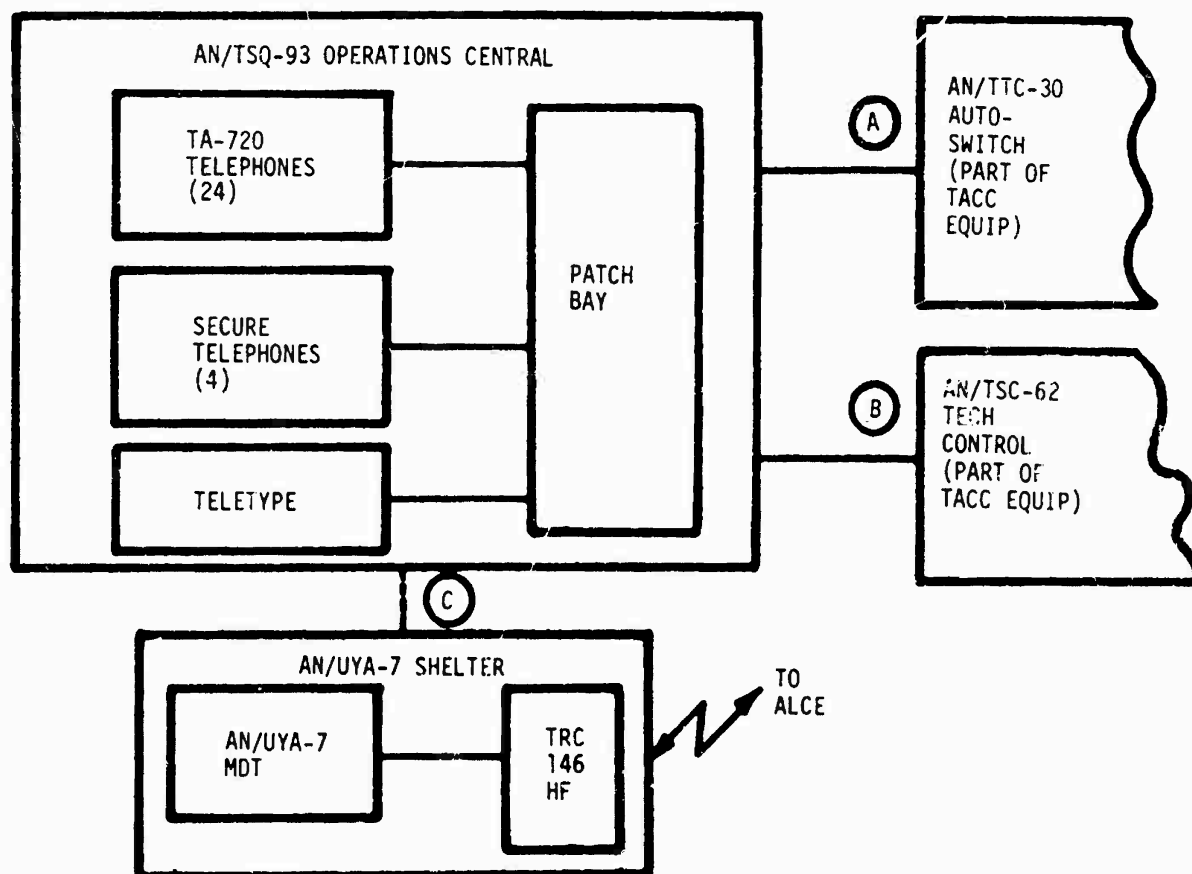 AN/TSQ-93 OPERATIONS CENTRAL
TA-720
TELEPHONES
(24)
SECURE
TELEPHONES
(4)
TELETYPE
PATCH
BAY
A
AN/TTC-30
AUTO-
SWITCH
(PART OF
TACC
EQUIP)
B
AN/TSC-62
TECH
CONTROL
(PART OF
TACC EQUIP)
C
AN/UYA-7 SHELTER
AN/UYA-7
MDT
TRC
146
HF
TO
ALCE